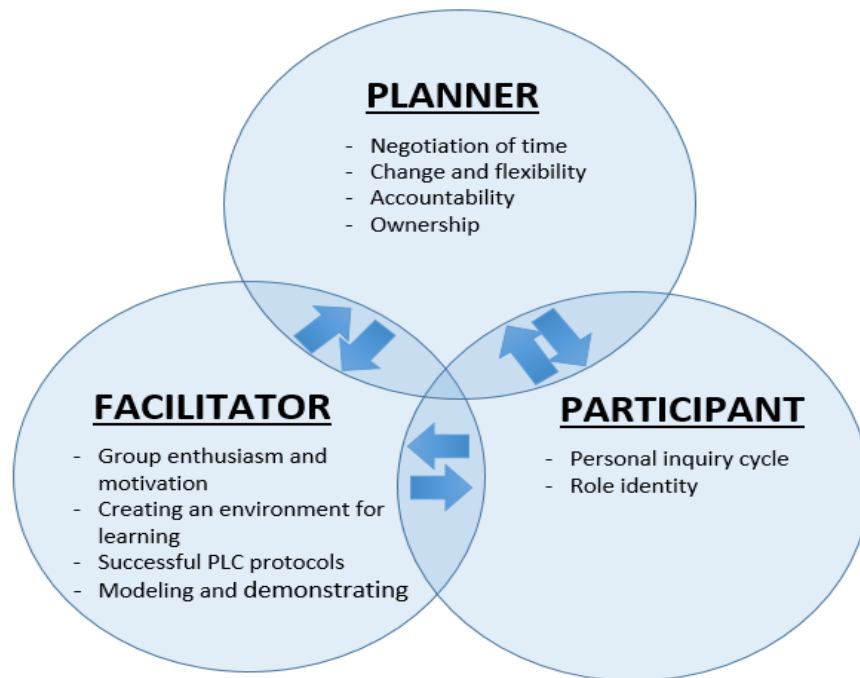 PLANNER
- Negotiation of time
- Change and flexibility
- Accountability
- Ownership
FACILITATOR
- Group enthusiasm and
motivation
- Creating an environment for
learning
- Successful PLC protocols
- Modeling and demonstrating
PARTICIPANT
- Personal inquiry cycle
- Role identity